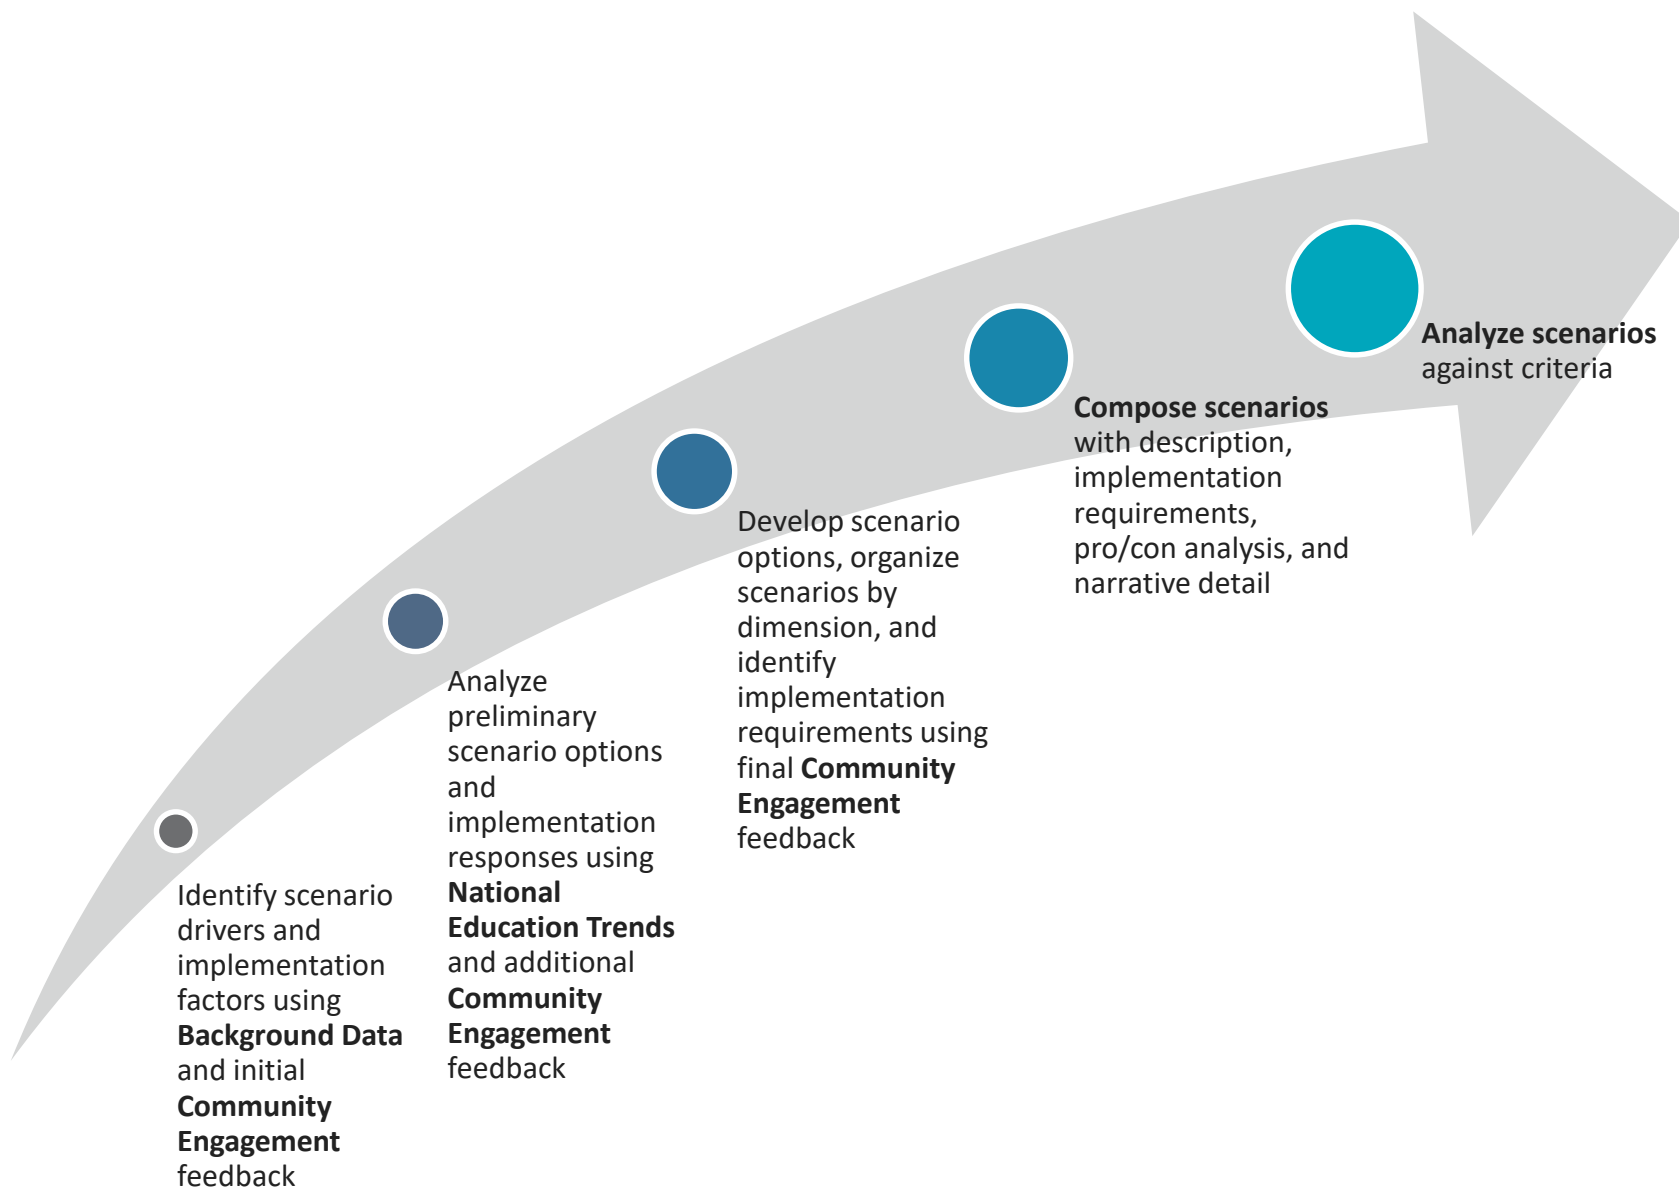 Identify scenario
drivers and
implementation
factors using
Background Data
and initial
Community
Engagement
feedback
Analyze
preliminary
scenario options
and
implementation
responses using
National
Education Trends
and additional
Community
Engagement
feedback
Develop scenario
options, organize
scenarios by
dimension, and
identify
implementation
requirements using
final Community
Engagement
feedback
Compose scenarios
with description,
implementation
requirements,
pro/con analysis, and
narrative detail
Analyze scenarios
against criteria